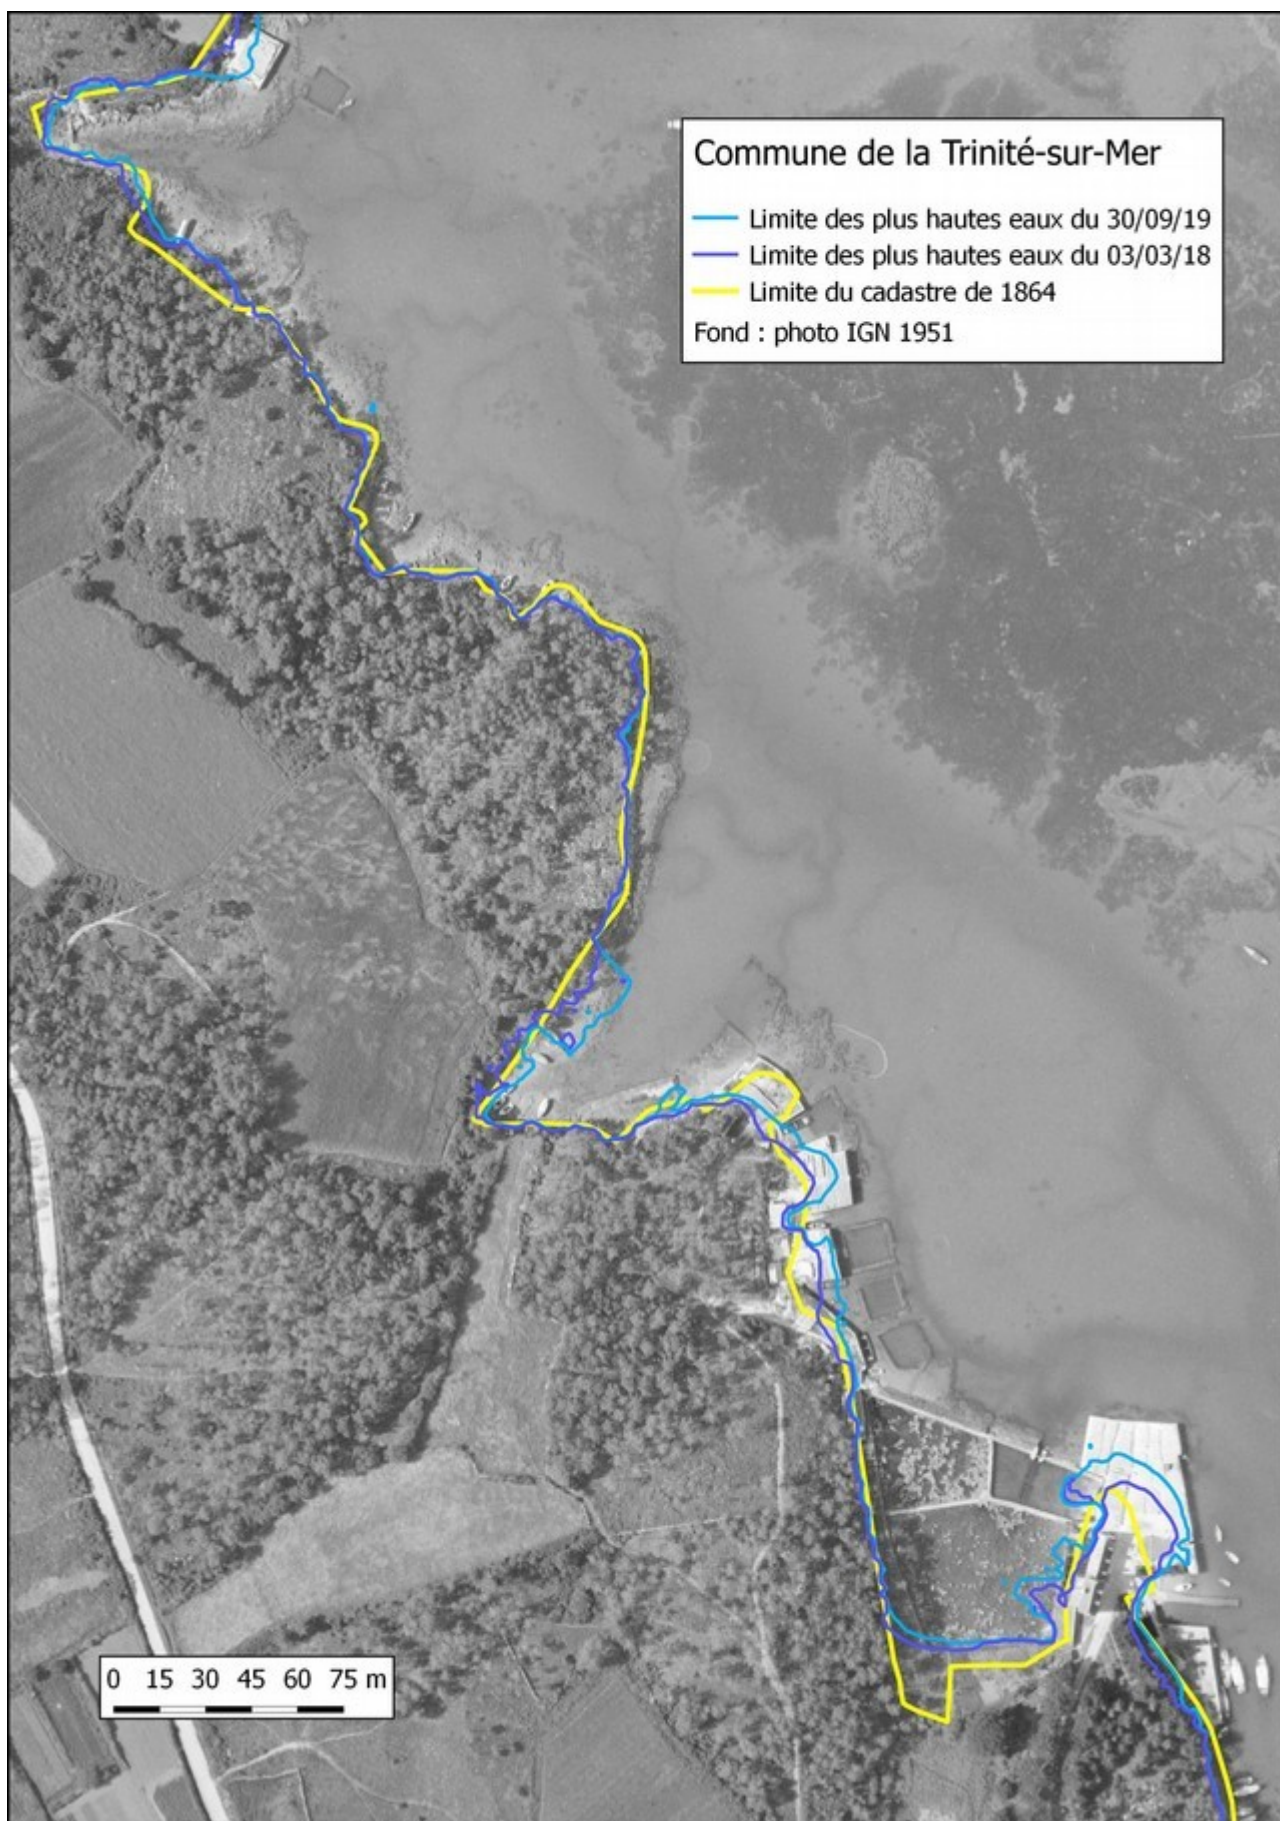 Commune de la Trinité-sur-Mer
Limite des plus hautes eaux du 30/09/19
Limite des plus hautes eaux du 03/03/18
Limite du cadastre de 1864
Fond : photo IGN 1951
0 15 30 45 60 75 m